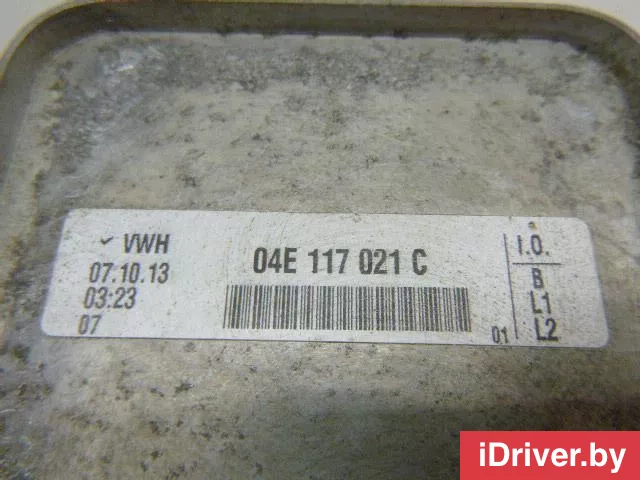 ✓ VWH
07.10.13
03:23
07
04E 117 021 C
01
I.O.
B
L1
L2
iDriver.by